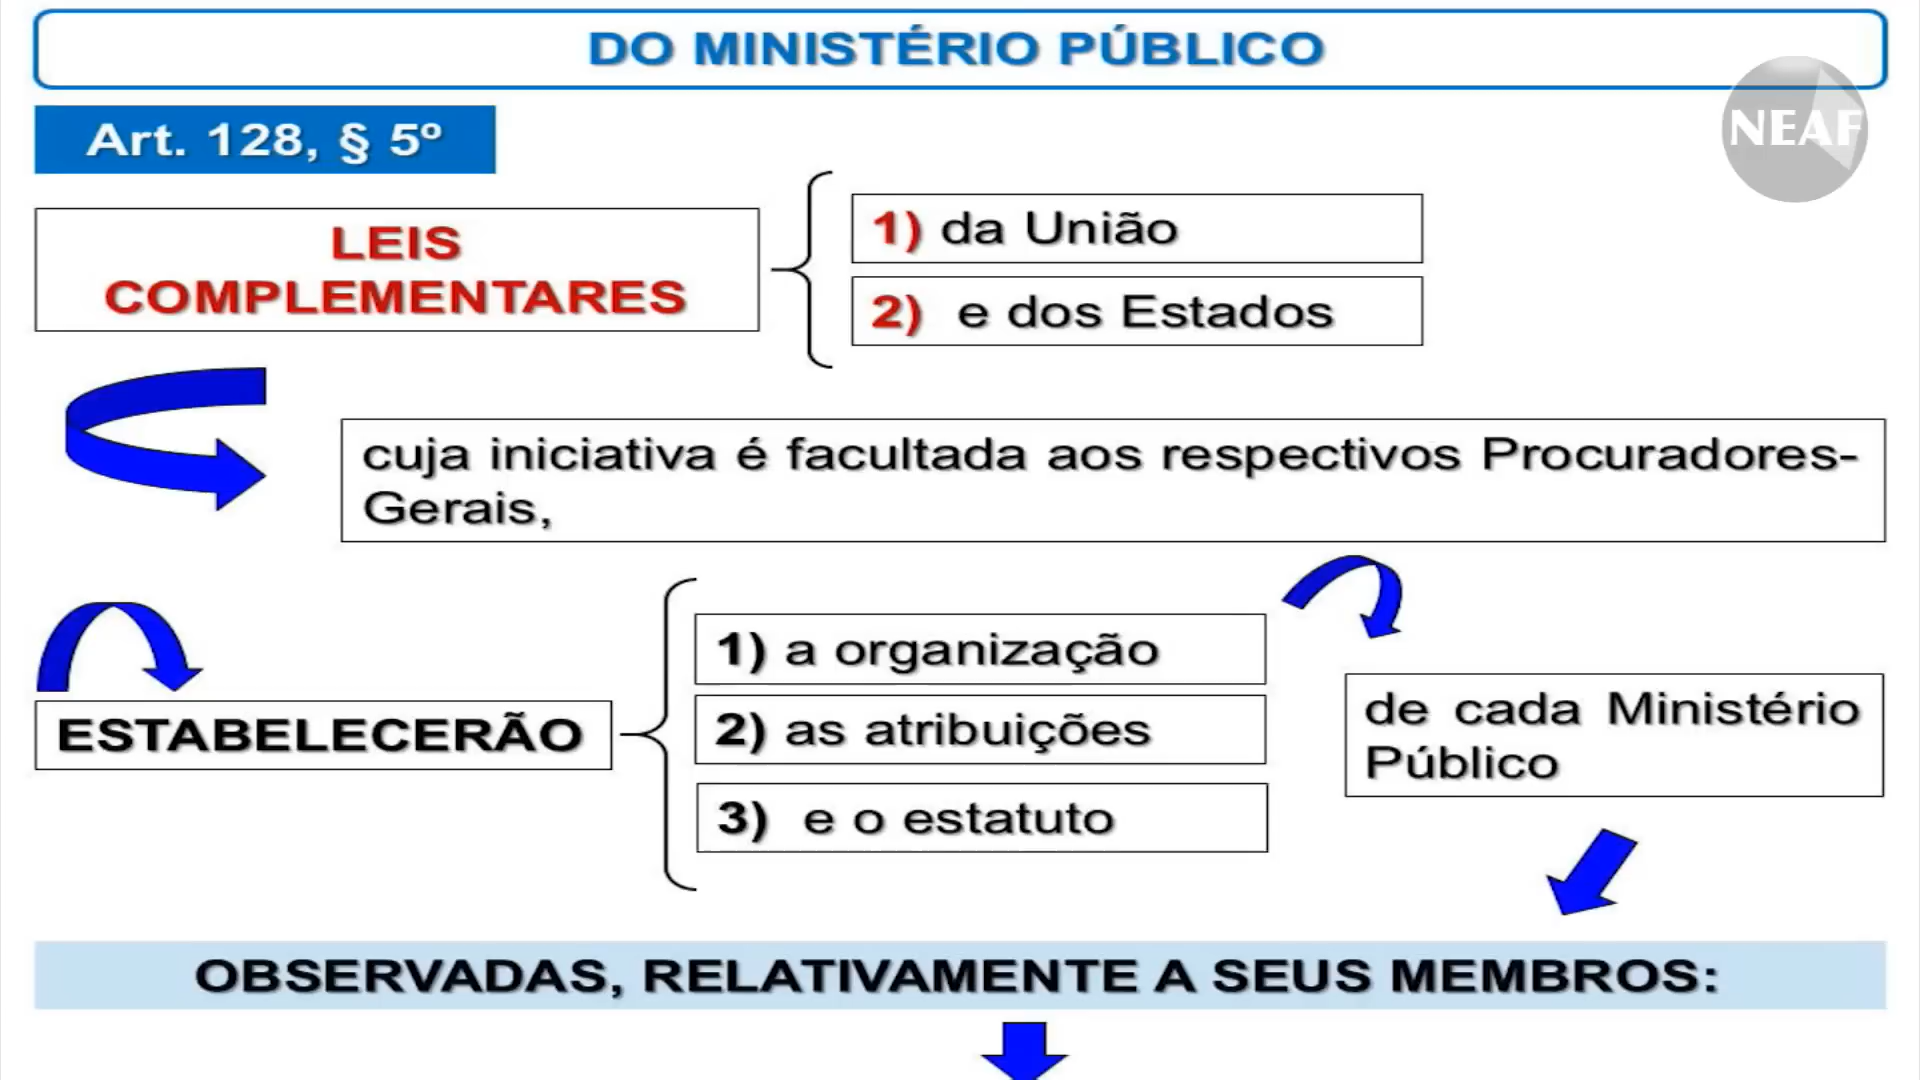 DO MINISTÉRIO PÚBLICO
NEAF
Art. 128, § 5º
LEIS
COMPLEMENTARES
1) da União
2) e dos Estados
cuja iniciativa é facultada aos respectivos Procuradores-
Gerais,
ESTABELECERÃO
1) a organização
2) as atribuições
3) e o estatuto
de cada Ministério
Público
OBSERVADAS, RELATIVAMENTE A SEUS MEMBROS: